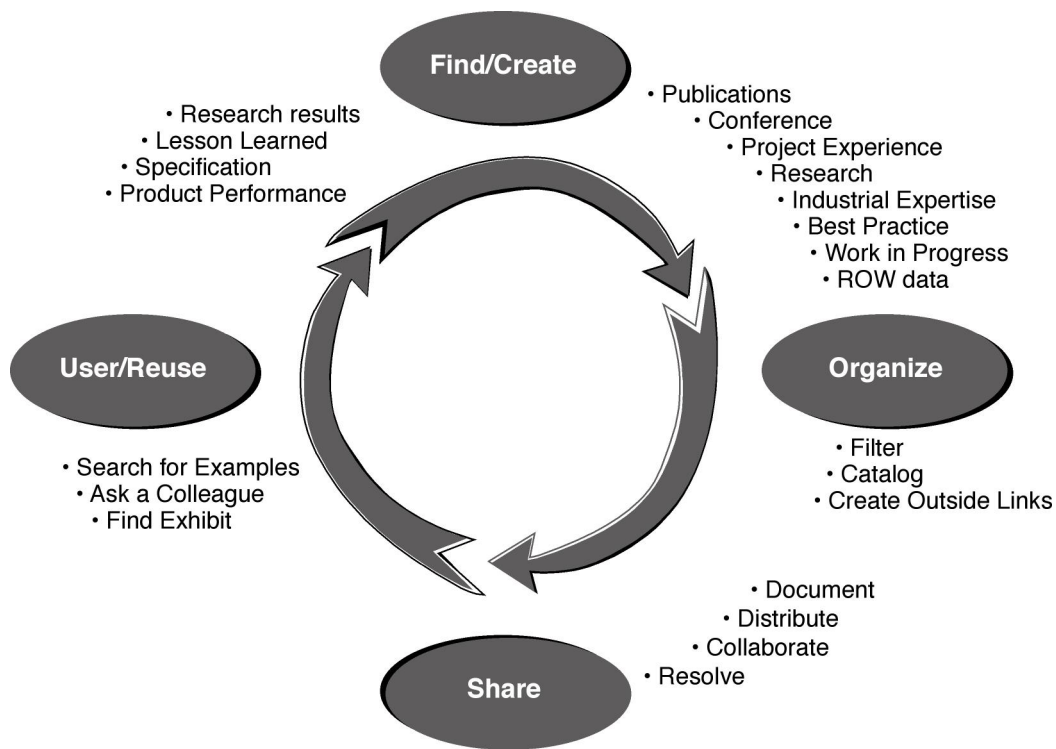 Find/Create
• Research results
• Lesson Learned
• Specification
• Product Performance
• Publications
• Conference
• Project Experience
• Research
• Industrial Expertise
• Best Practice
• Work in Progress
• ROW data
User/Reuse
Organize
• Search for Examples
• Ask a Colleague
• Find Exhibit
• Filter
• Catalog
• Create Outside Links
• Document
• Distribute
• Collaborate
• Resolve
Share